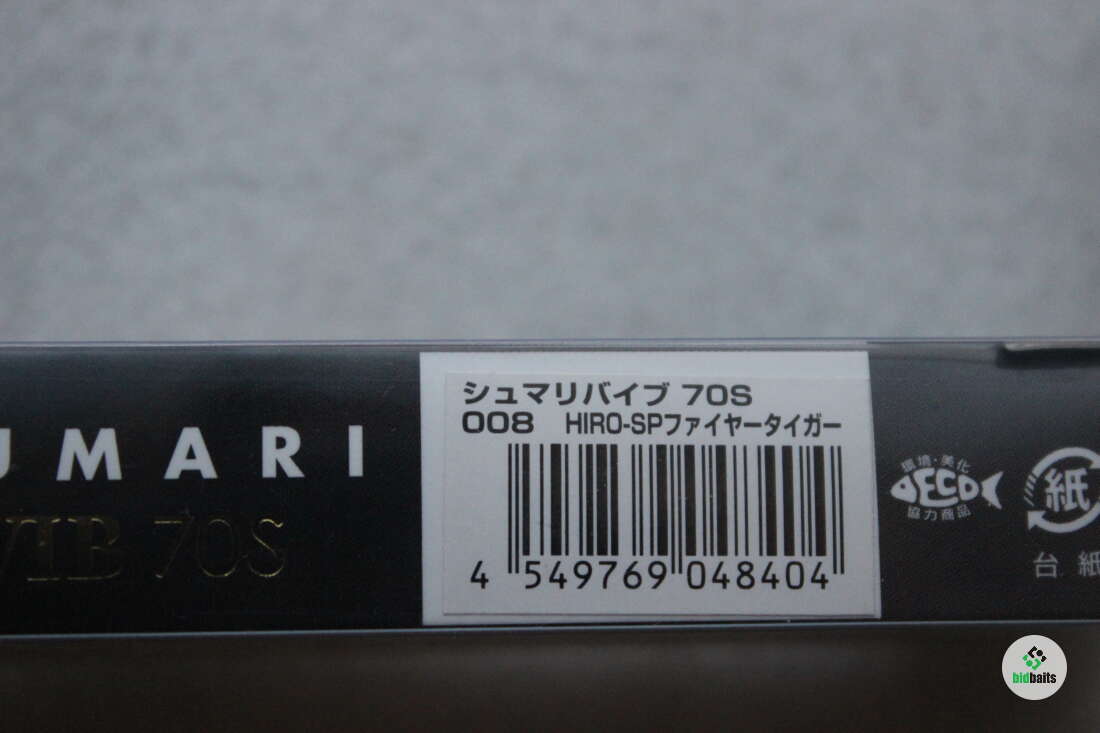 UMARI
VIB 70S
シュマリバイブ 70S
008 HIRO-SPファイヤータイガー
4 549769 048404
環境・美化
ECO
協力商品
紙
台紙
bidbaits